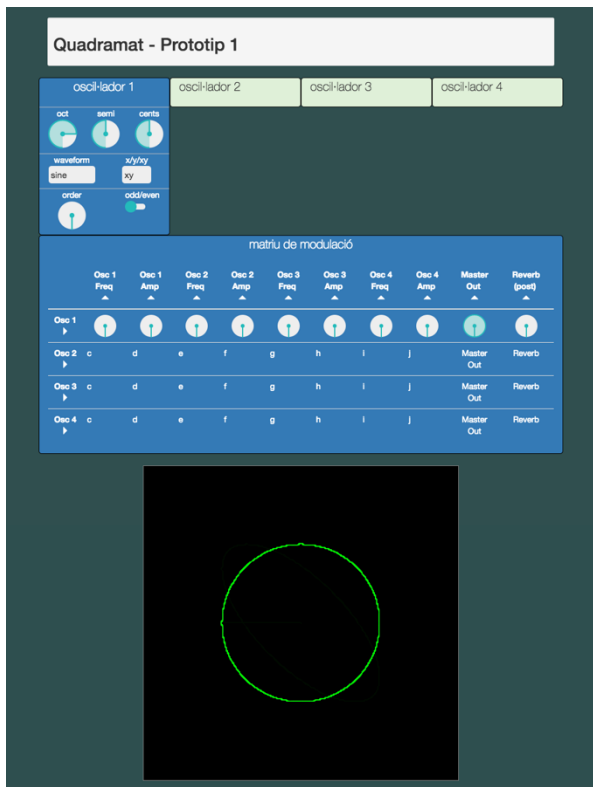 Quadramat - Prototip 1
oscil·lador 1 oscil·lador 2 oscil·lador 3 oscil·lador 4
oct semi cents
waveform x/y/xy
sine xy
order odd/even
matriu de modulació
Osc 1 Osc 1 Osc 2 Osc 2 Osc 3 Osc 3 Osc 4 Osc 4 Master Reverb
Freq Amp Freq Amp Freq Amp Freq Amp Out (post)
Osc 1
Osc 2 c d e f g h i j Master Reverb
Out
Osc 3 c d e f g h i j Master Reverb
Out
Osc 4 c d e f g h i j Master Reverb
Out